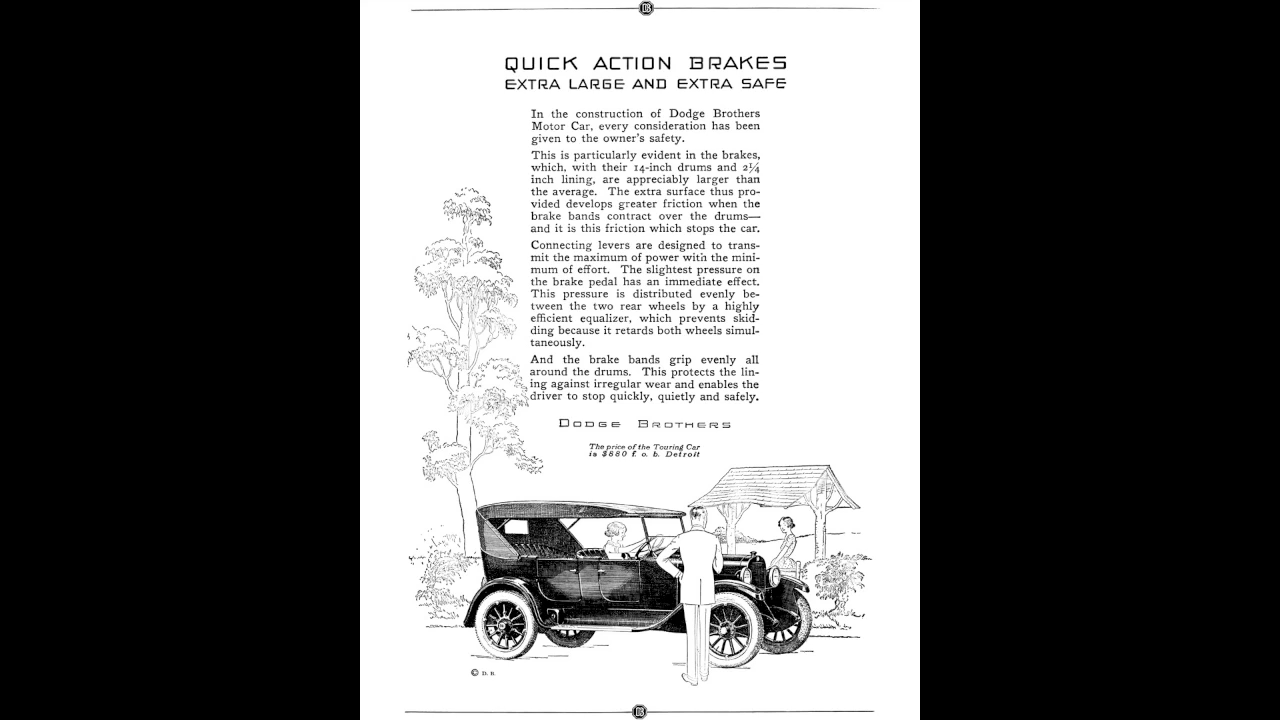 DB
QUICK ACTION BRAKES
EXTRA LARGE AND EXTRA SAFE
In the construction of Dodge Brothers
Motor Car, every consideration has been
given to the owner's safety.
This is particularly evident in the brakes,
which, with their 14-inch drums and 2¼
inch lining, are appreciably larger than
the average. The extra surface thus pro-
vided develops greater friction when the
brake bands contract over the drums—
and it is this friction which stops the car.
Connecting levers are designed to trans-
mit the maximum of power with the mini-
mum of effort. The slightest pressure on
the brake pedal has an immediate effect.
This pressure is distributed evenly be-
tween the two rear wheels by a highly
efficient equalizer, which prevents skid-
ding because it retards both wheels simul-
taneously.
And the brake bands grip evenly all
around the drums. This protects the lin-
ing against irregular wear and enables the
driver to stop quickly, quietly and safely.
DODGE BROTHERS
The price of the Touring Car
is $880 f. o. b. Detroit
© D. B.
DB